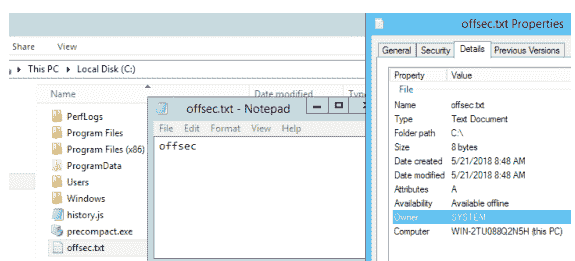 offsec.txt Properties
Share View
General Security Details Previous Versions
This PC Local Disk (C:)
Property Value
Name Date modified Type
File
offsec.txt - Notepad
Name offsec.txt
PerfLogs
Type Text Document
Program Files
File Edit Format View Help
Folder path C:\
Program Files (x86)
offsec
Size 8 bytes
ProgramData
Date created 5/21/2018 8:48 AM
Users
Date modified 5/21/2018 8:48 AM
Windows
Attributes A
history.js
Availability Available offline
precompact.exe
Owner SYSTEM
offsec.txt
Computer WIN-2TU088Q2N5H (this PC)